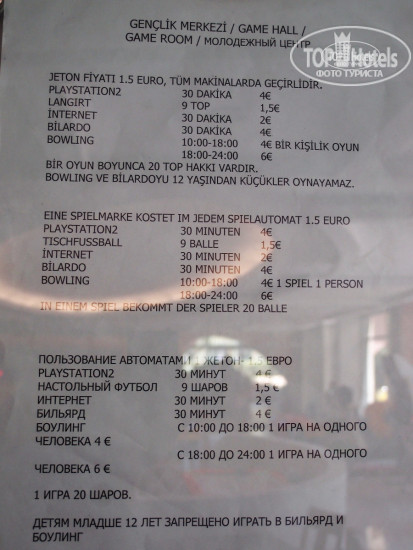 GENÇLİK MERKEZİ / GAME HALL /
GAME ROOM / МОЛОДЕЖНЫЙ ЦЕНТР
TOP Hotels
ФОТО ТУРИСТА
JETON FİYATI 1.5 EURO, TÜM MAKİNALARDA GEÇİRLİDİR.
PLAYSTATION2 30 DAKİKA 4€
LANGIRT 9 TOP 1,5€
İNTERNET 30 DAKİKA 2€
BİLARDO 30 DAKİKA 4€
BOWLING 10:00-18:00 4€ BİR KİŞİLİK OYUN
18:00-24:00 6€
BİR OYUN BOYUNCA 20 TOP HAKKI VARDIR.
BOWLING VE BİLARDOYU 12 YAŞINDAN KÜÇÜKLER OYNAYAMAZ.
EINE SPIELMARKE KOSTET IM JEDEM SPIELAUTOMAT 1.5 EURO
PLAYSTATION2 30 MINUTEN 4€
TISCHFUSSBALL 9 BALLE 1,5€
İNTERNET 30 MINUTEN 2€
BİLARDO 30 MINUTEN 4€
BOWLING 10:00-18:00 4€ 1 SPIEL 1 PERSON
18:00-24:00 6€
IN EINEM SPIEL BEKOMMT DER SPIELER 20 BALLE
ПОЛЬЗОВАНИЕ АВТОМАТАМИ 1 ЖЕТОН- 1.5 ЕВРО
PLAYSTATION2 30 МИНУТ 4 €
НАСТОЛЬНЫЙ ФУТБОЛ 9 ШАРОВ 1,5 €
ИНТЕРНЕТ 30 МИНУТ 2 €
БИЛЬЯРД 30 МИНУТ 4 €
БОУЛИНГ С 10:00 ДО 18:00 1 ИГРА НА ОДНОГО
ЧЕЛОВЕКА 4 €
С 18:00 ДО 24:00 1 ИГРА НА ОДНОГО
ЧЕЛОВЕКА 6 €
1 ИГРА 20 ШАРОВ.
ДЕТЯМ МЛАДШЕ 12 ЛЕТ ЗАПРЕЩЕНО ИГРАТЬ В БИЛЬЯРД И
БОУЛИНГ